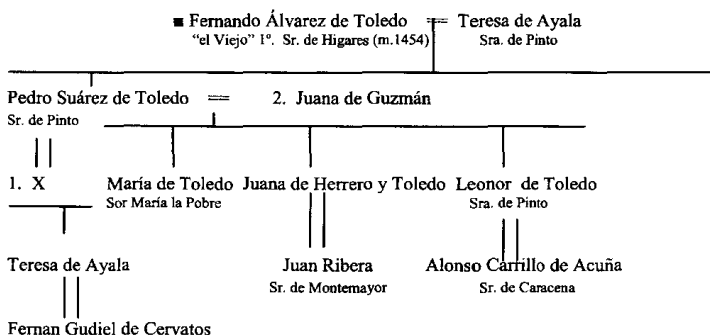 ■ Fernando Álvarez de Toledo == Teresa de Ayala
"el Viejo" 1º. Sr. de Higares (m.1454) Sra. de Pinto
Pedro Suárez de Toledo == 2. Juana de Guzmán
Sr. de Pinto
1. X María de Toledo Juana de Herrero y Toledo Leonor de Toledo
Sor María la Pobre Sra. de Pinto
Teresa de Ayala Juan Ribera Alonso Carrillo de Acuña
Sr. de Montemayor Sr. de Caracena
Fernan Gudiel de Cervatos